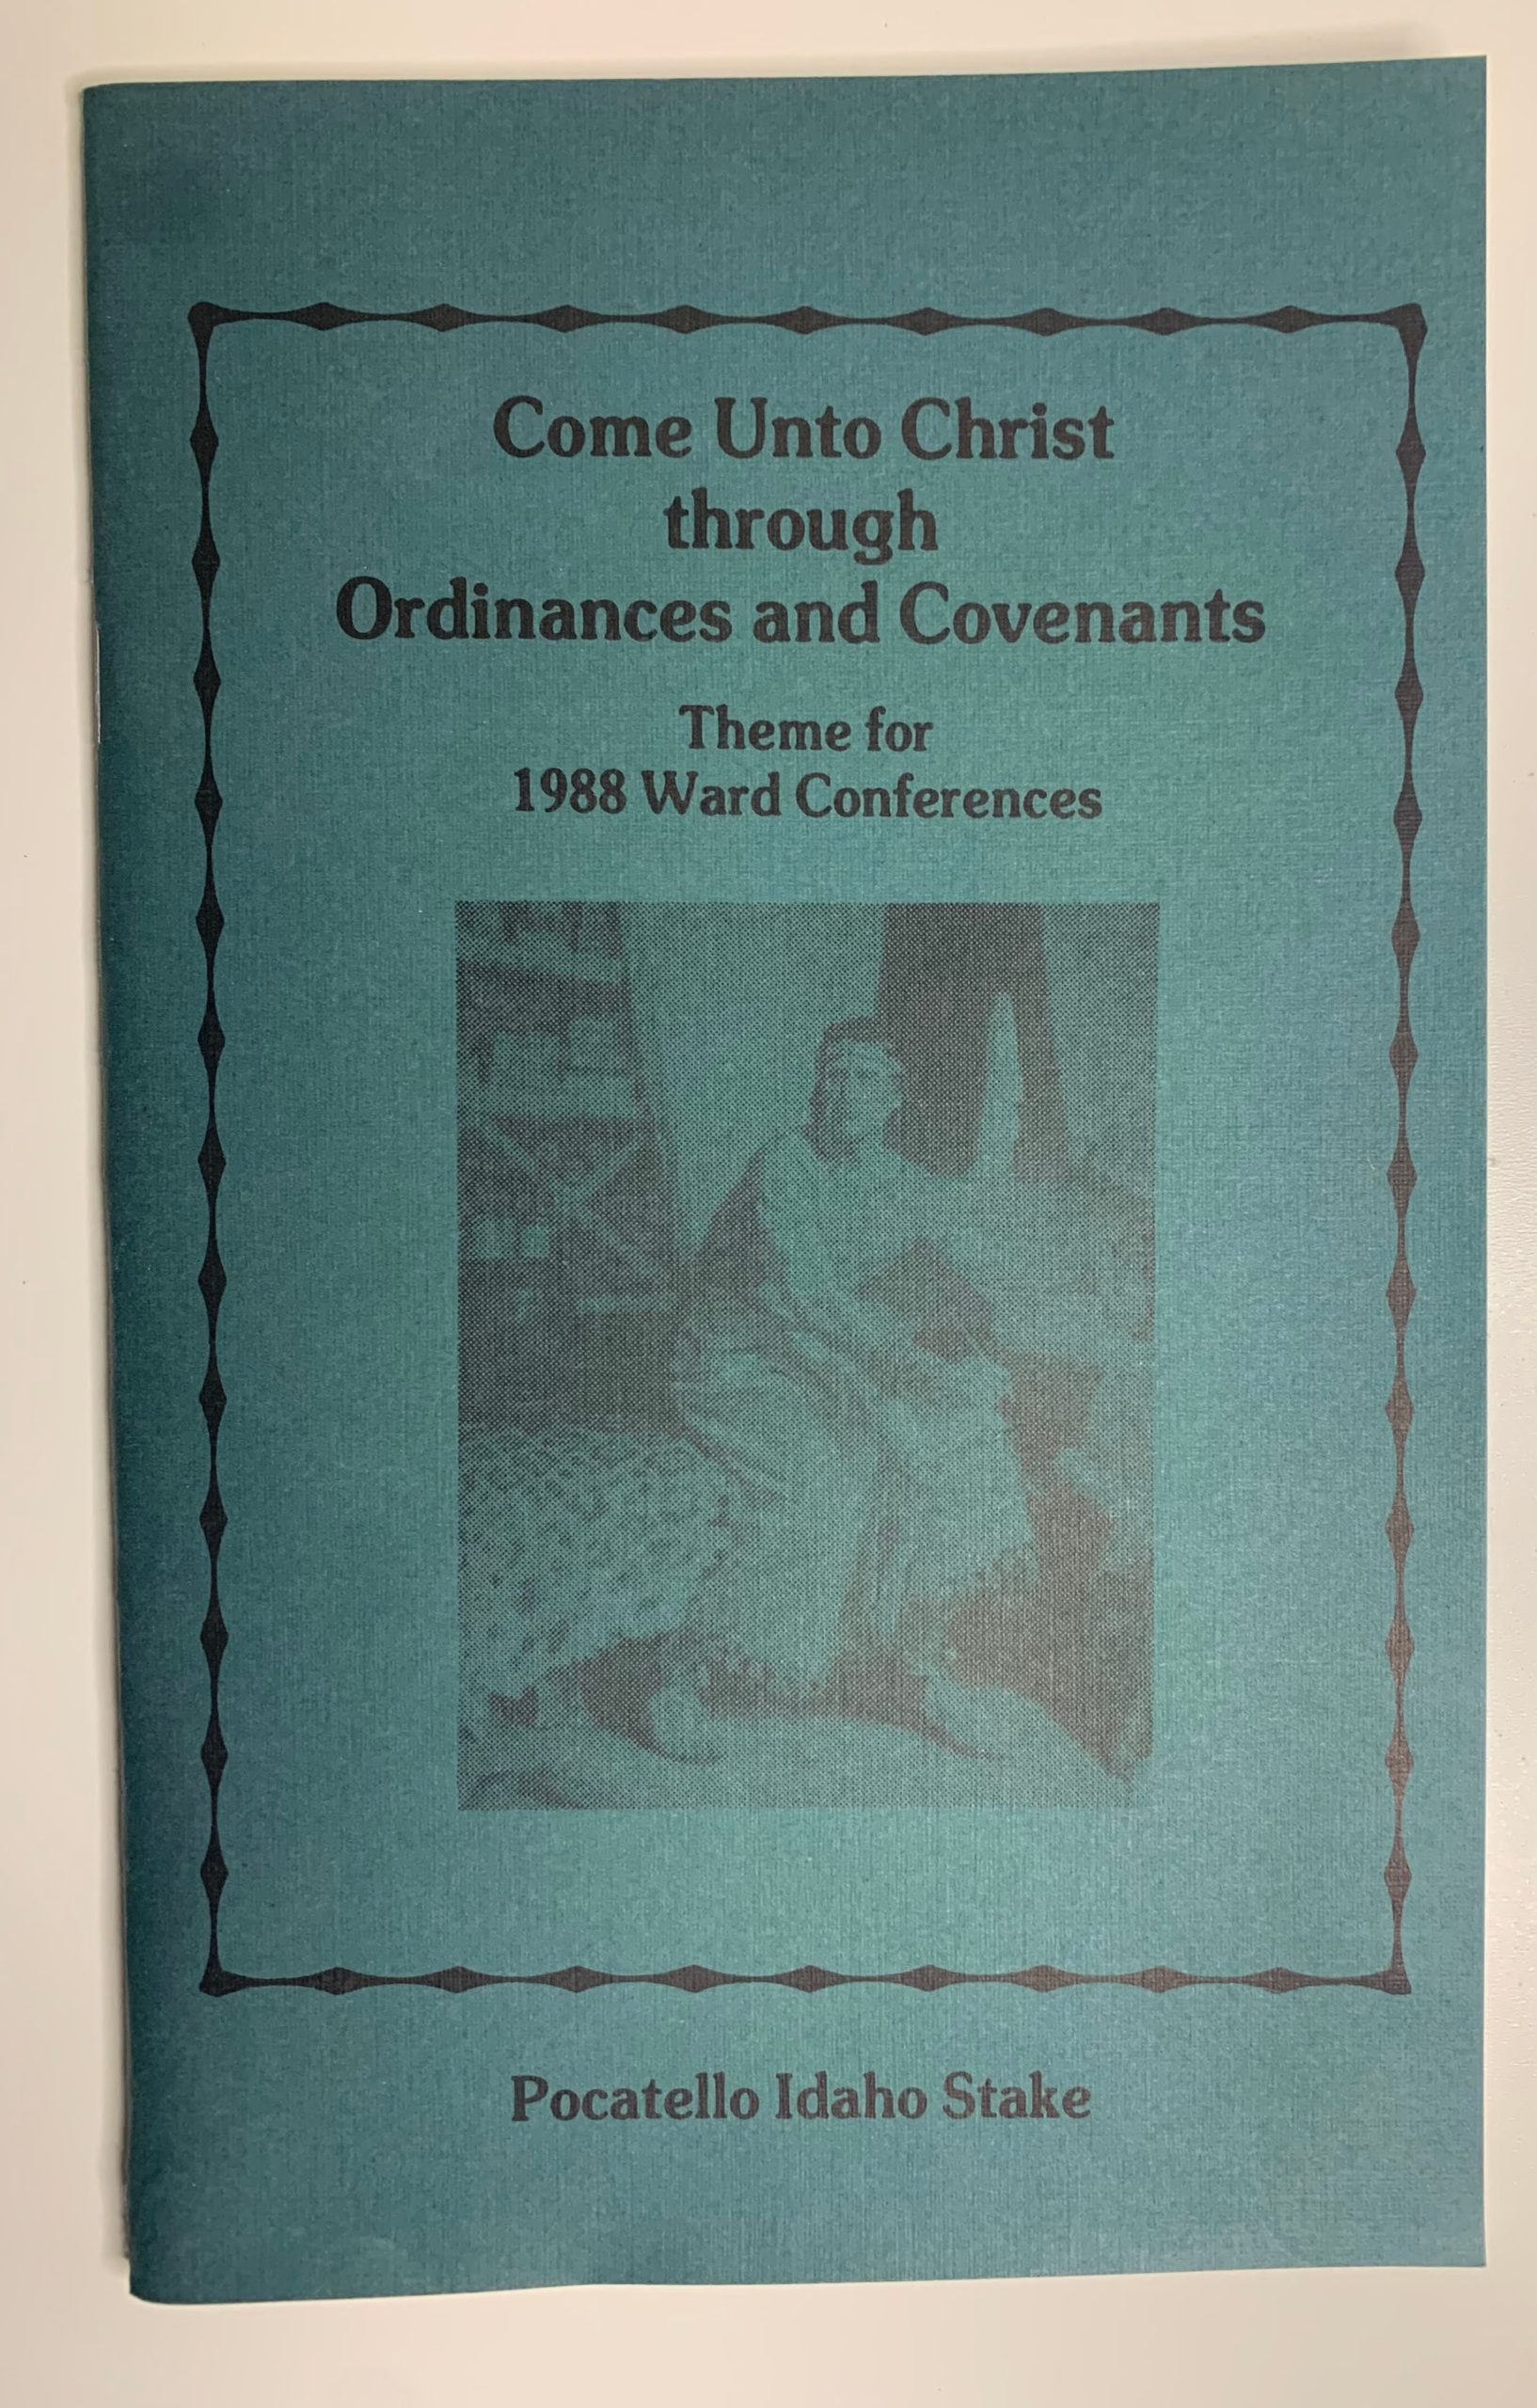 Come Unto Christ
through
Ordinances and Covenants
Theme for
1988 Ward Conferences
Pocatello Idaho Stake